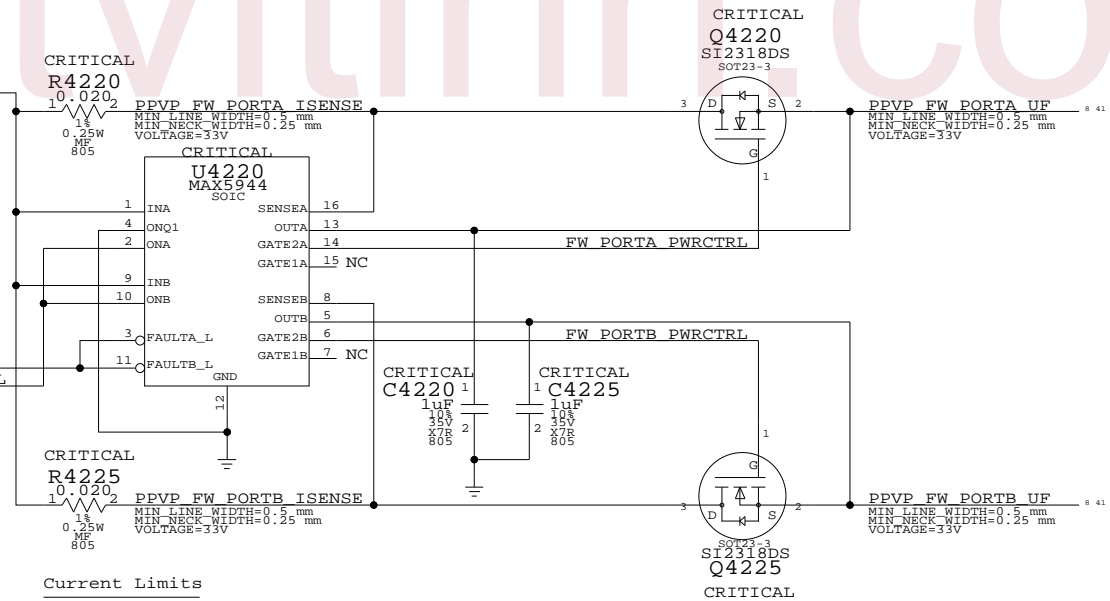 CRITICAL
Q4220
SI2318DS
SOT23-3
CRITICAL
R4220
0.020
1 2
1%
0.25W
MF
805
PPVP_FW_PORTA_ISENSE
MIN_LINE_WIDTH=0.5 mm
MIN_NECK_WIDTH=0.25 mm
VOLTAGE=33V
3 D S 2
G
1
PPVP_FW_PORTA_UF
MIN_LINE_WIDTH=0.5 mm
MIN_NECK_WIDTH=0.25 mm
VOLTAGE=33V
8 41
CRITICAL
U4220
MAX5944
SOIC
1 INA SENSEA 16
4 ONQ1 OUTA 13
2 ONA GATE2A 14 FW_PORTA_PWRCTRL
GATE1A 15 NC
9 INB
10 ONB SENSEB 8
OUTB 5
3 FAULTA_L GATE2B 6 FW_PORTB_PWRCTRL
11 FAULTB_L GATE1B 7 NC
GND
12
CRITICAL
C4220
1uF
10%
35V
X7R
805
1
2
CRITICAL
C4225
1uF
10%
35V
X7R
805
1
2
CRITICAL
R4225
0.020
1 2
1%
0.25W
MF
805
PPVP_FW_PORTB_ISENSE
MIN_LINE_WIDTH=0.5 mm
MIN_NECK_WIDTH=0.25 mm
VOLTAGE=33V
1
G
3 D S 2
SOT23-3
SI2318DS
Q4225
CRITICAL
PPVP_FW_PORTB_UF
MIN_LINE_WIDTH=0.5 mm
MIN_NECK_WIDTH=0.25 mm
VOLTAGE=33V
8 41
Current Limits